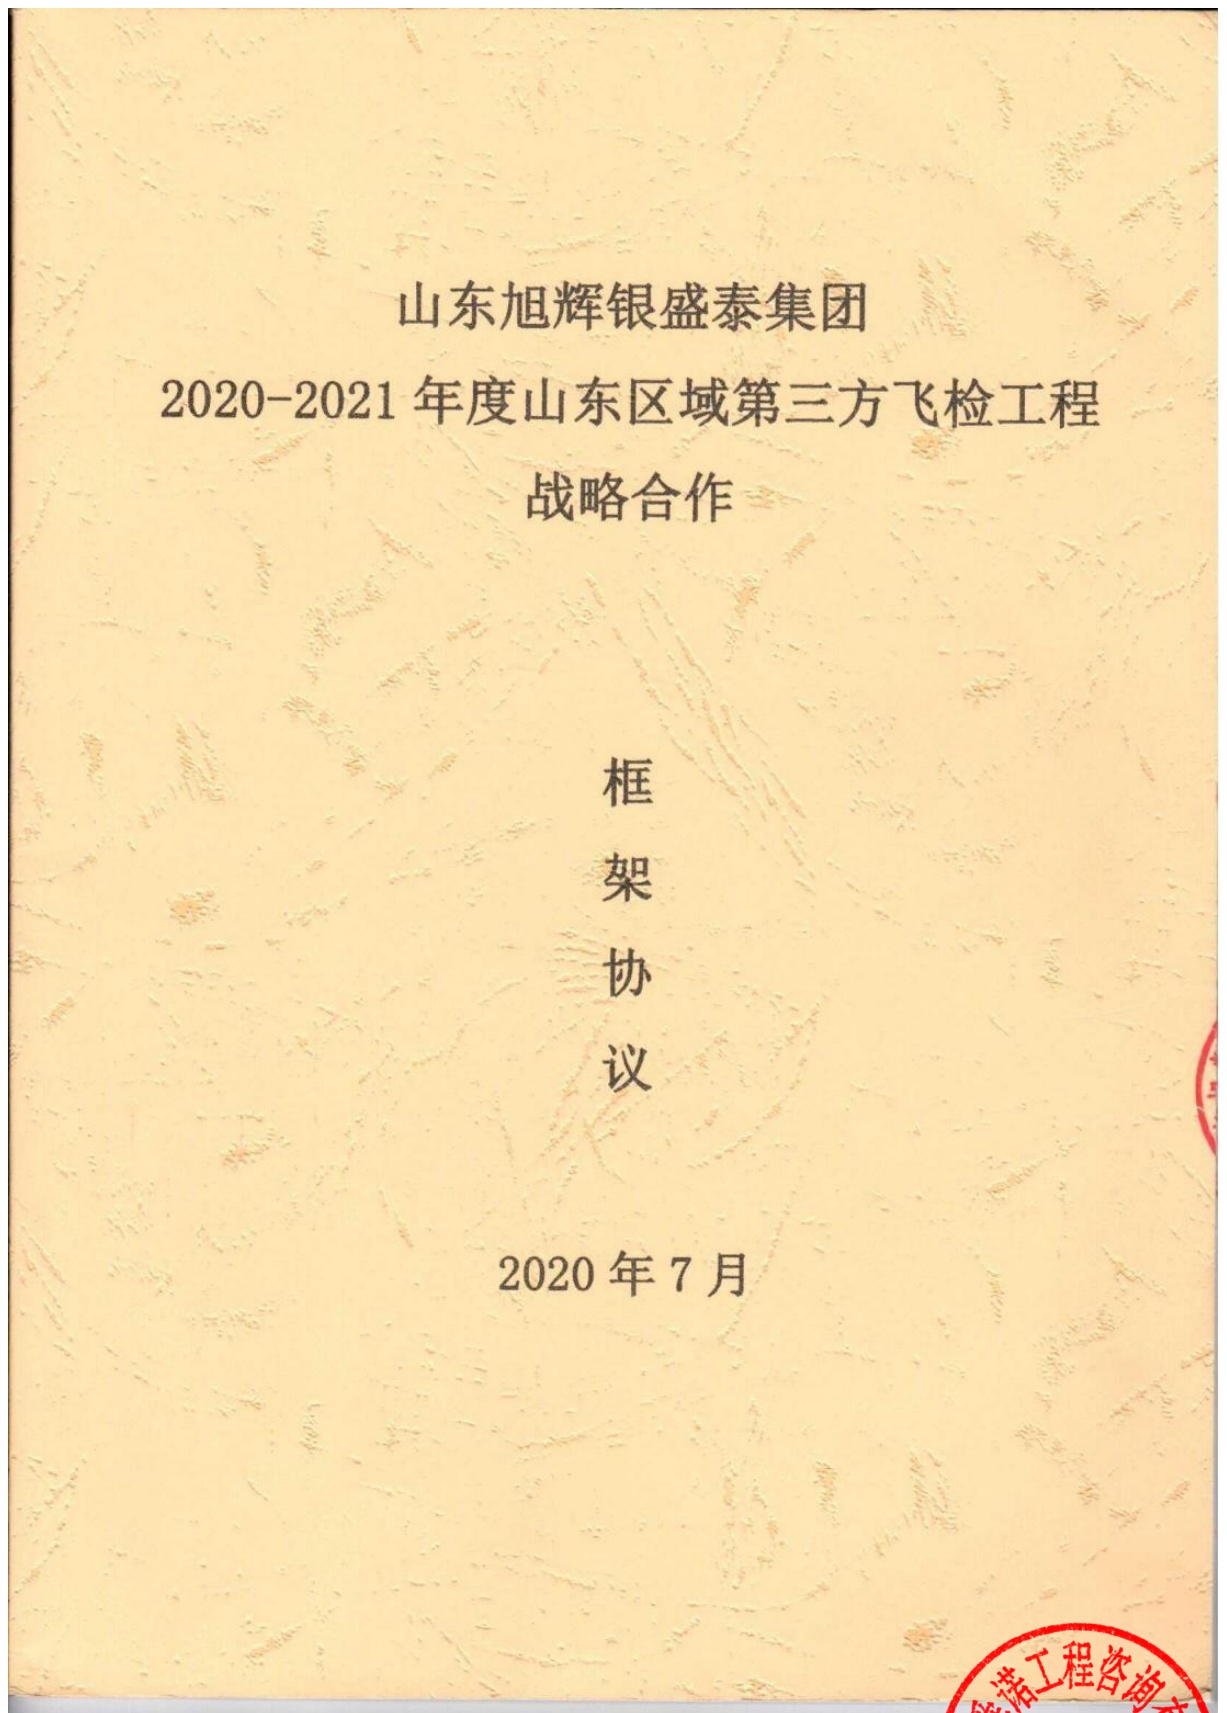 山东旭辉银盛泰集团
2020-2021年度山东区域第三方飞检工程
战略合作
框
架
协
议
2020年7月
诺工程咨询有